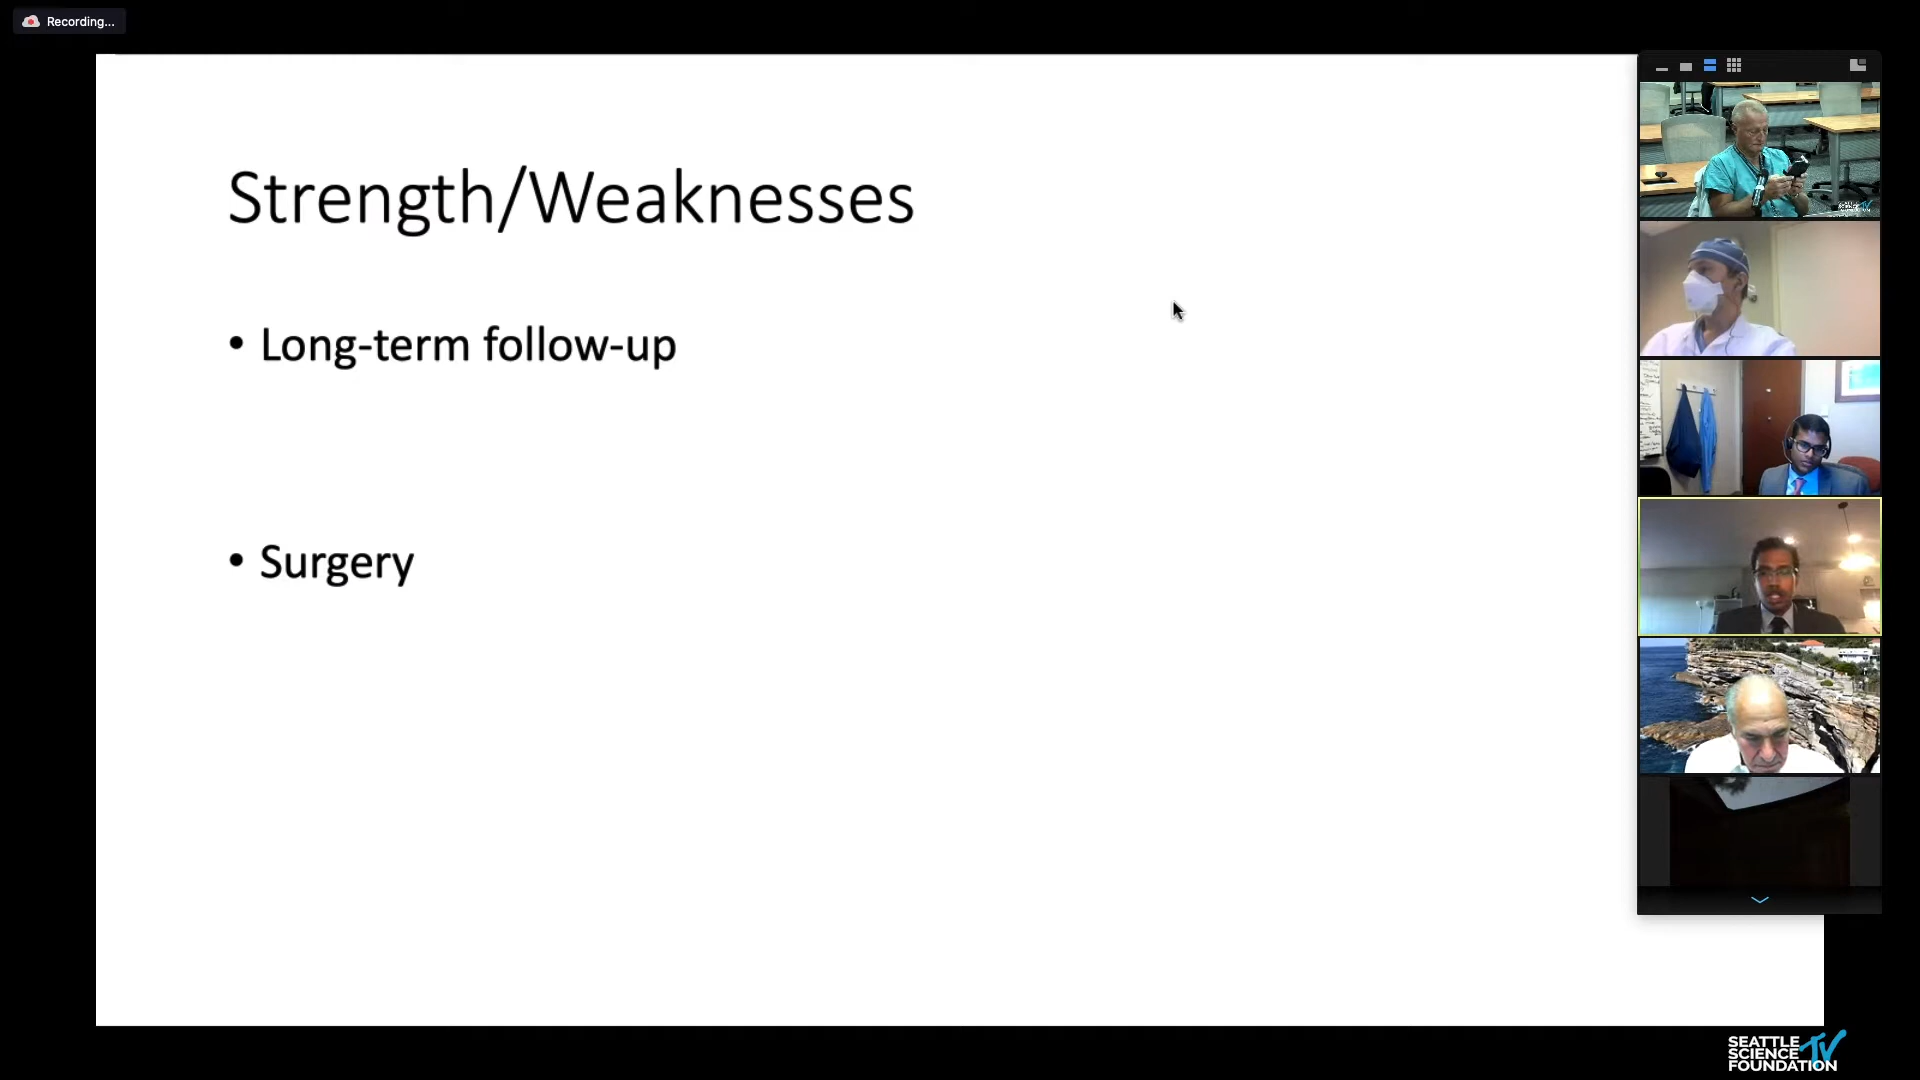 Recording...
Strength/Weaknesses
• Long-term follow-up
• Surgery
SEATTLE
SCIENCE TV
FOUNDATION